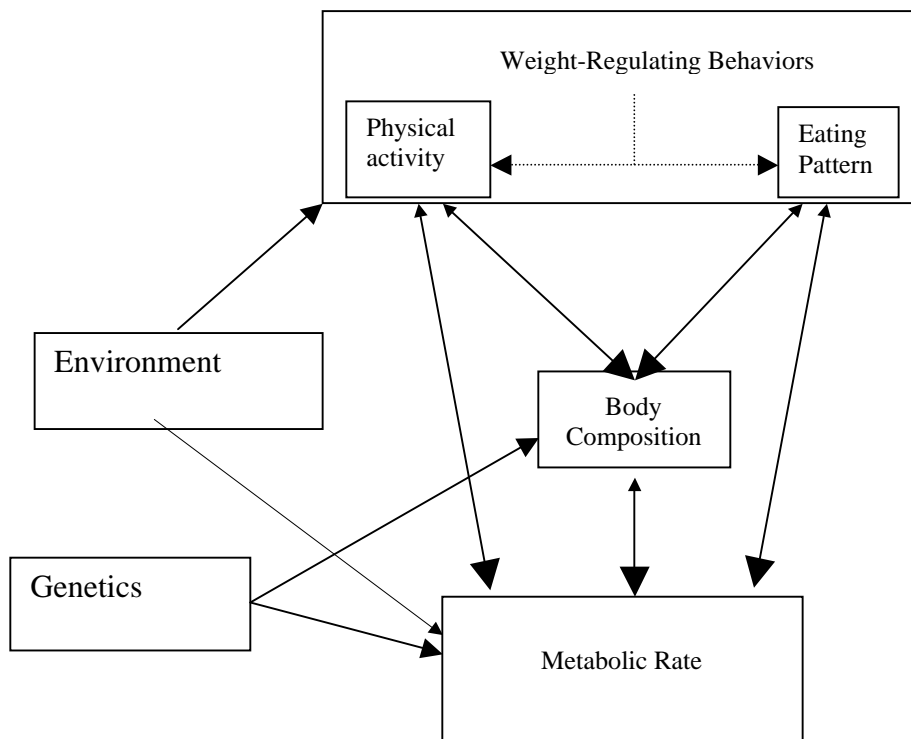 Weight-Regulating Behaviors
Physical
activity
Eating
Pattern
Environment
Body
Composition
Genetics
Metabolic Rate